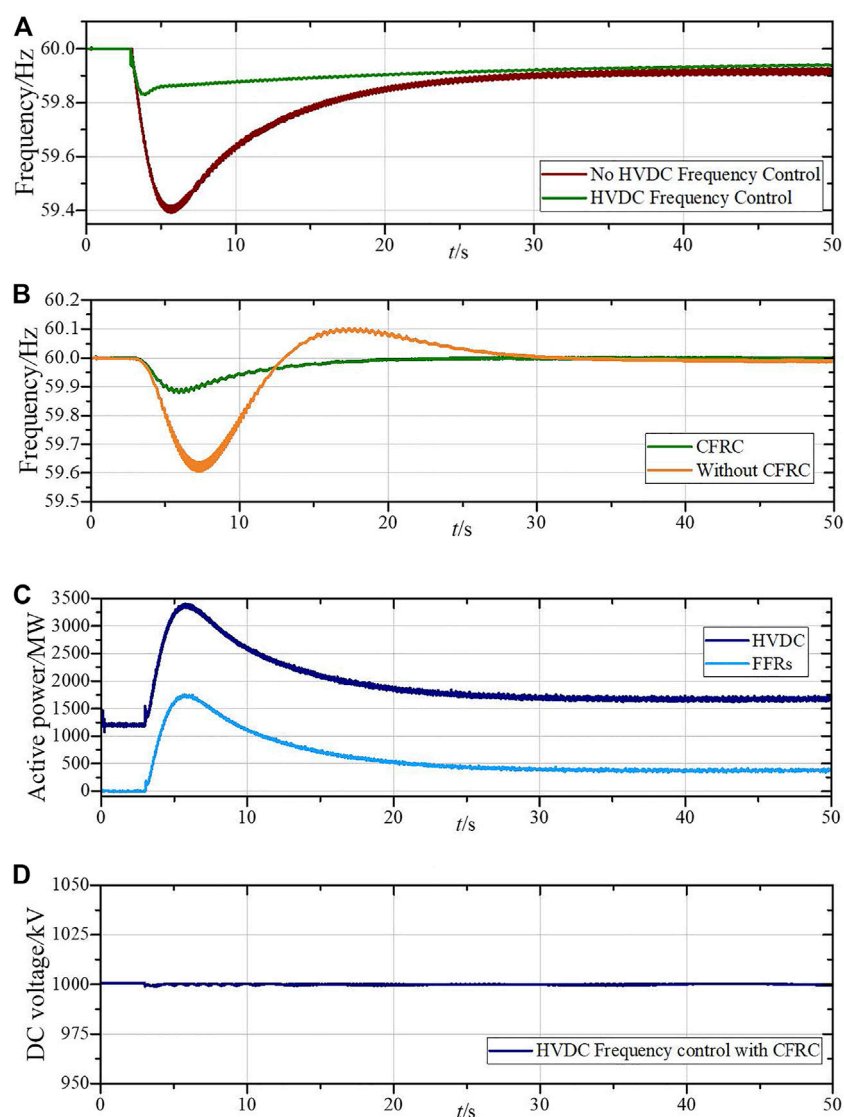 A
Frequency/Hz
60.0
59.8
59.6
59.4
No HVDC Frequency Control
HVDC Frequency Control
0 10 20 30 40 50
t/s
B
Frequency/Hz
60.2
60.1
60.0
59.9
59.8
59.7
59.6
59.5
CFRC
Without CFRC
0 10 20 30 40 50
t/s
C
Active power/MW
3500
3000
2500
2000
1500
1000
500
0
HVDC
FFRs
0 10 20 30 40 50
t/s
D
DC voltage/kV
1050
1025
1000
975
950
HVDC Frequency control with CFRC
0 10 20 30 40 50
t/s